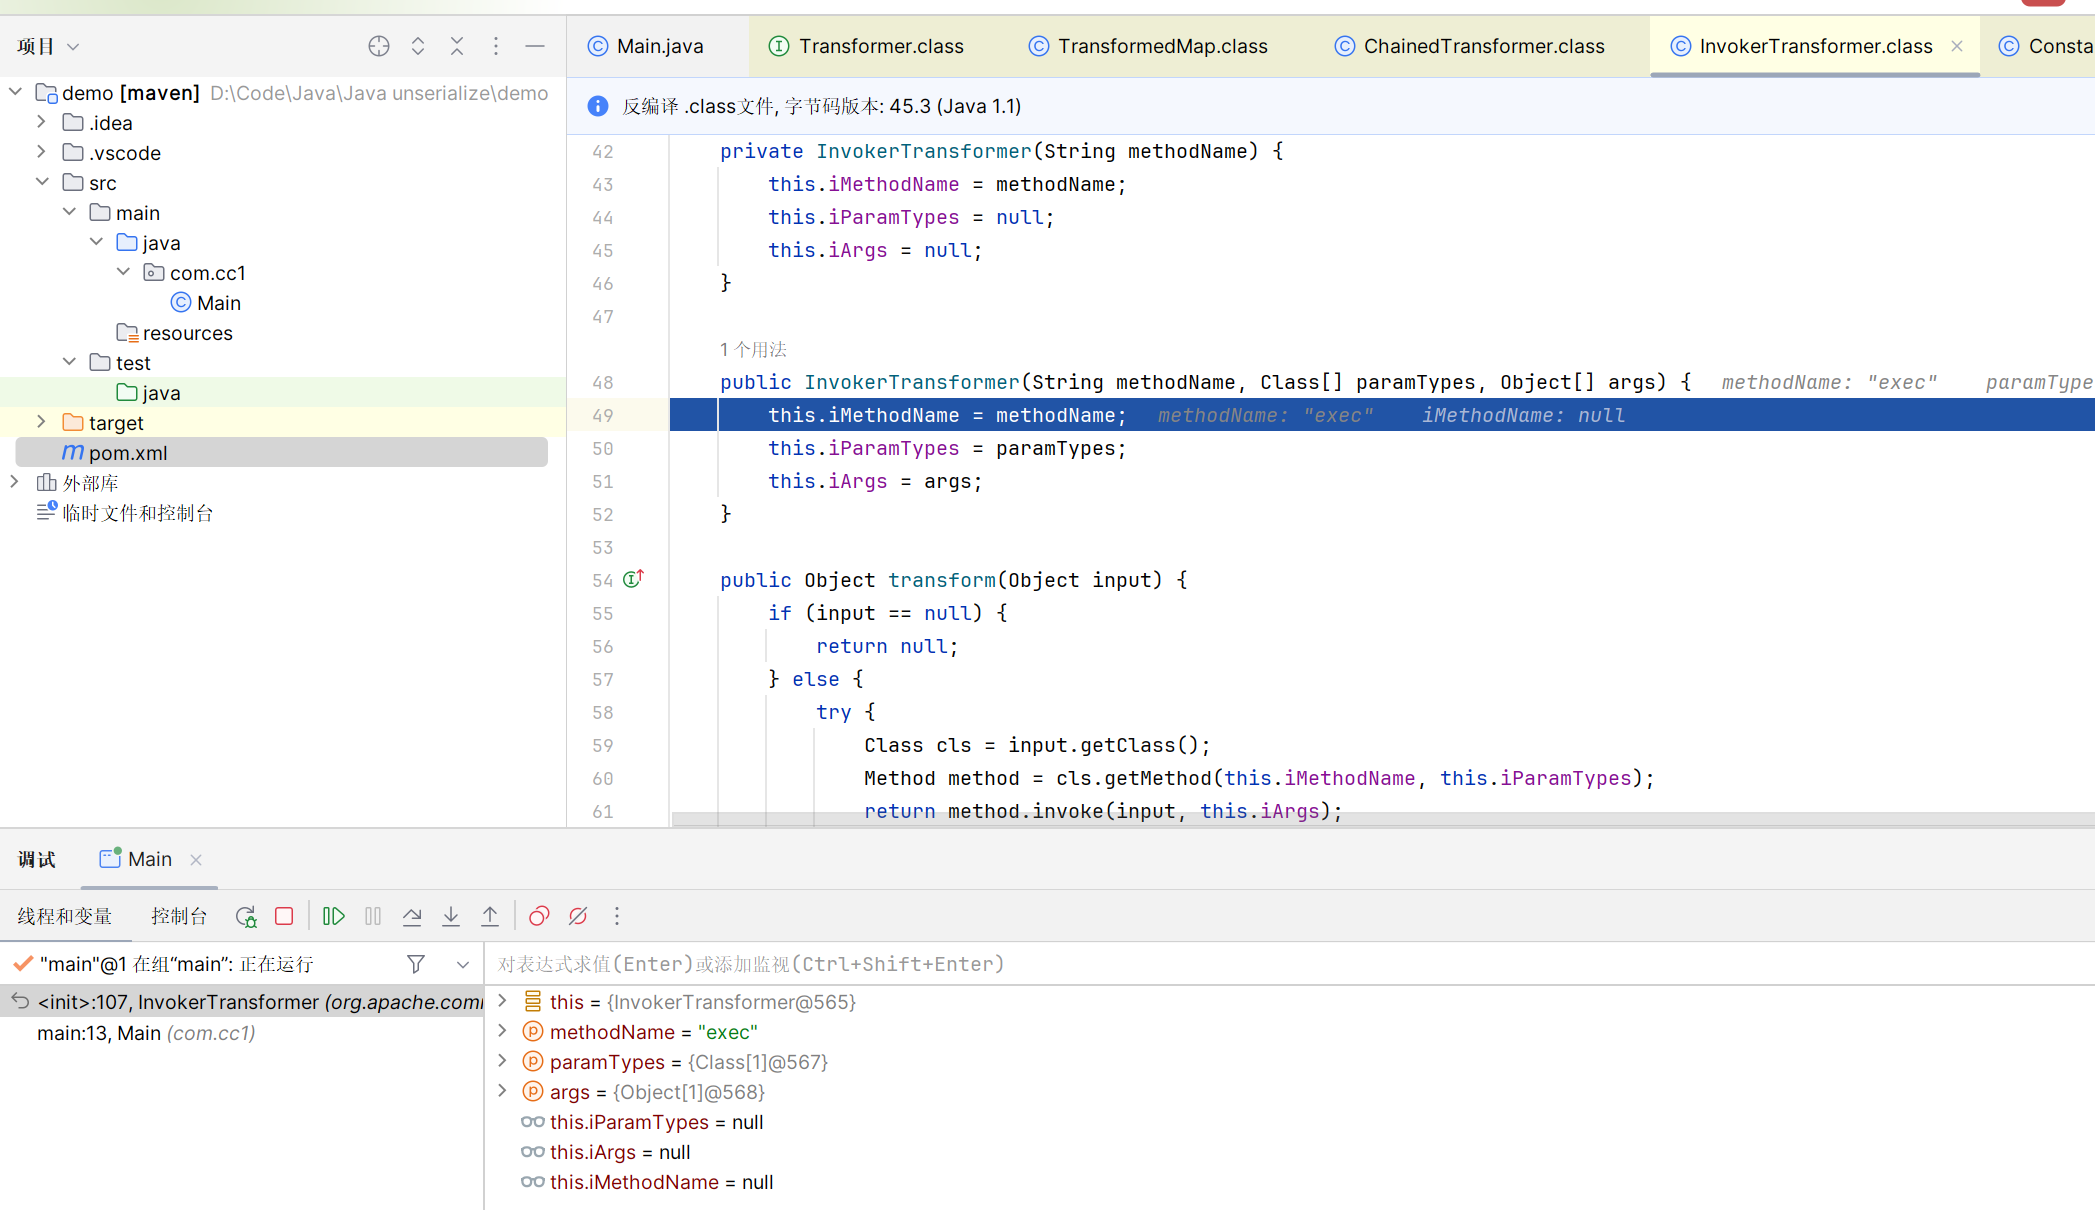 项目
demo [maven] D:\Code\Java\Java unserialize\demo
.idea
.vscode
src
main
java
com.cc1
Main
resources
test
java
target
pom.xml
外部库
临时文件和控制台
Main.java Transformer.class TransformedMap.class ChainedTransformer.class InvokerTransformer.class Consta
反编译 .class文件, 字节码版本: 45.3 (Java 1.1)
42 private InvokerTransformer(String methodName) {
43 this.iMethodName = methodName;
44 this.iParamTypes = null;
45 this.iArgs = null;
46 }
47
1 个用法
48 public InvokerTransformer(String methodName, Class[] paramTypes, Object[] args) { methodName: "exec" paramType
49 this.iMethodName = methodName; methodName: "exec" iMethodName: null
50 this.iParamTypes = paramTypes;
51 this.iArgs = args;
52 }
53
54 public Object transform(Object input) {
55 if (input == null) {
56 return null;
57 } else {
58 try {
59 Class cls = input.getClass();
60 Method method = cls.getMethod(this.iMethodName, this.iParamTypes);
61 return method.invoke(input, this.iArgs);
调试 Main
线程和变量 控制台
"main"@1 在组“main”: 正在运行
<init>:107, InvokerTransformer (org.apache.com
main:13, Main (com.cc1)
对表达式求值(Enter)或添加监视(Ctrl+Shift+Enter)
this = {InvokerTransformer@565}
methodName = "exec"
paramTypes = {Class[1]@567}
args = {Object[1]@568}
this.iParamTypes = null
this.iArgs = null
this.iMethodName = null